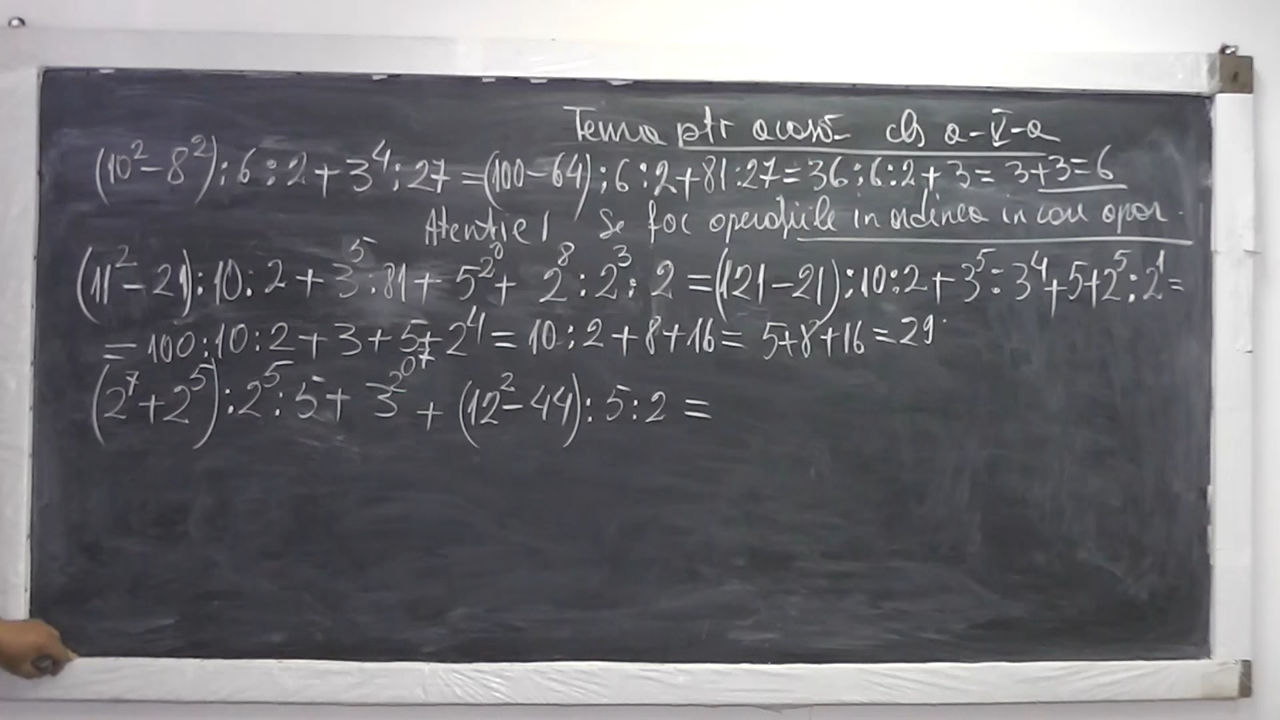 Tema ptr acasă cls a-V-a
(10²-8²):6:2+3⁴:27=(100-64):6:2+81:27=36:6:2+3=3+3=6
Atenție! Se fac operațiile in ordinea in care apar.
(11²-21):10:2+3⁵:81+5^2^0+2⁸:2³:2=(121-21):10:2+3⁵:3⁴+5+2⁵:2¹=
=100:10:2+3+5+2⁴=10:2+8+16=5+8+16=29.
(2⁷+2⁵):2⁵:5+3^2^0^7+(12²-44):5:2=